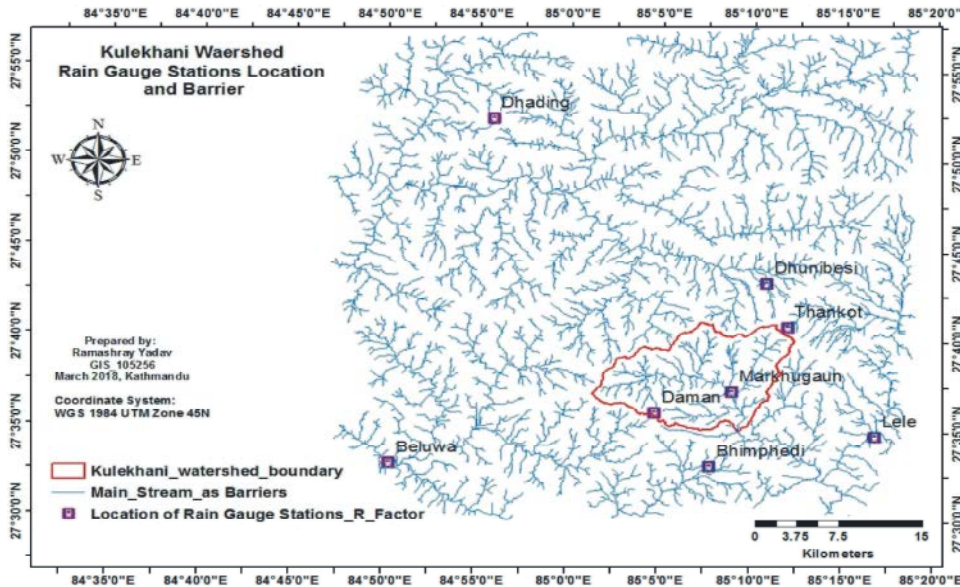 84°35'0"E 84°40'0"E 84°45'0"E 84°50'0"E 84°55'0"E 85°0'0"E 85°5'0"E 85°10'0"E 85°15'0"E 85°20'0"E
Kulekhani Waershed
Rain Gauge Stations Location
and Barrier
N
W E
S
27°55'0"N
27°50'0"N
27°45'0"N
27°40'0"N
27°35'0"N
27°30'0"N
27°55'0"N
27°50'0"N
27°45'0"N
27°40'0"N
27°35'0"N
27°30'0"N
Dhading
Dhunibesi
Thankot
Markhugaun
Daman
Lele
Beluwa
Bhimphedi
Prepared by:
Ramashray Yadav
GIS_105256
March 2018, Kathmandu
Coordinate System:
WGS 1984 UTM Zone 45N
Kulekhani_watershed_boundary
Main_Stream_as Barriers
Location of Rain Gauge Stations_R_Factor
0 3.75 7.5 15
Kilometers
84°35'0"E 84°40'0"E 84°45'0"E 84°50'0"E 84°55'0"E 85°0'0"E 85°5'0"E 85°10'0"E 85°15'0"E 85°20'0"E